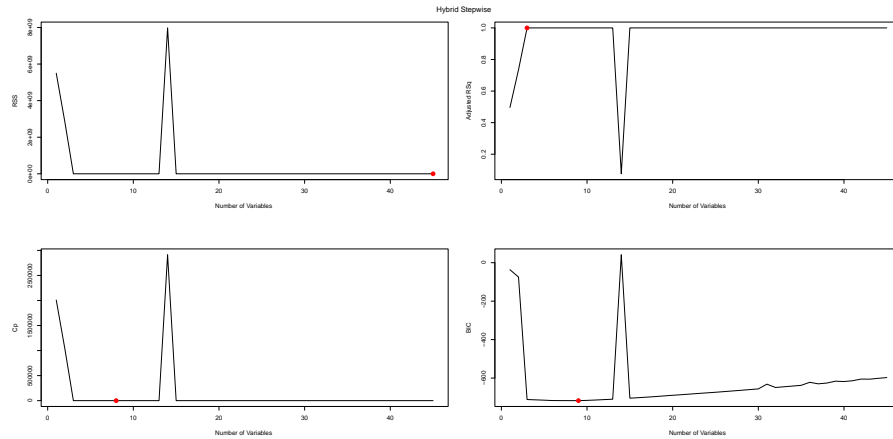 Hybrid Stepwise
RSS
0e+00 2e+09 4e+09 6e+09 8e+09
0 10 20 30 40
Number of Variables
Adjusted RSq
0.2 0.4 0.6 0.8 1.0
0 10 20 30 40
Number of Variables
Cp
0 500000 1500000 2500000
0 10 20 30 40
Number of Variables
BIC
−600 −400 −200 0
0 10 20 30 40
Number of Variables